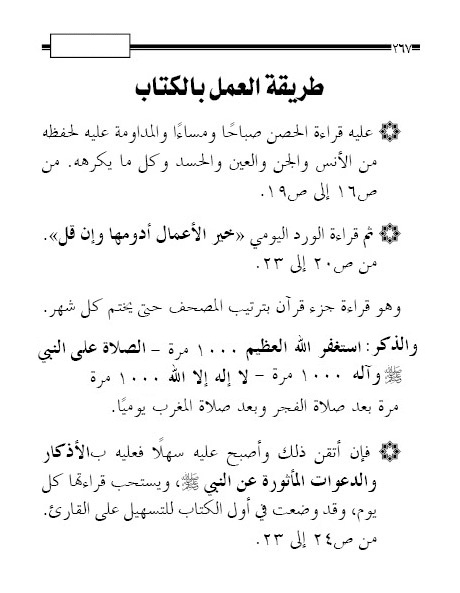 ٣٦٧
طريقة العمل بالكتاب
عليه قراءة الحصن صباحًا ومساءًا والمداومة عليه لحفظه
من الأنس والجن والعين والحسد وكل ما يكرهه. من
ص١٦ إلى ص١٩.
ثم قراءة الورد اليومي «خير الأعمال أدومها وإن قل».
من ص٢٠ إلى ٢٣.
وهو قراءة جزء قرآن بترتيب المصحف حتى يختم كل شهر.
والذكر: استغفر الله العظيم ١٠٠٠ مرة - الصلاة على النبي
ﷺ وآله ١٠٠٠ مرة - لا إله إلا الله ١٠٠٠ مرة
مرة بعد صلاة الفجر وبعد صلاة المغرب يوميًا.
فإن أتقن ذلك وأصبح عليه سهلًا فعليه بالأذكار
والدعوات المأثورة عن النبي ﷺ، ويستحب قراءتها كل
يوم، وقد وضعت في أول الكتاب للتسهيل على القارئ.
من ص٢٤ إلى ٢٣.